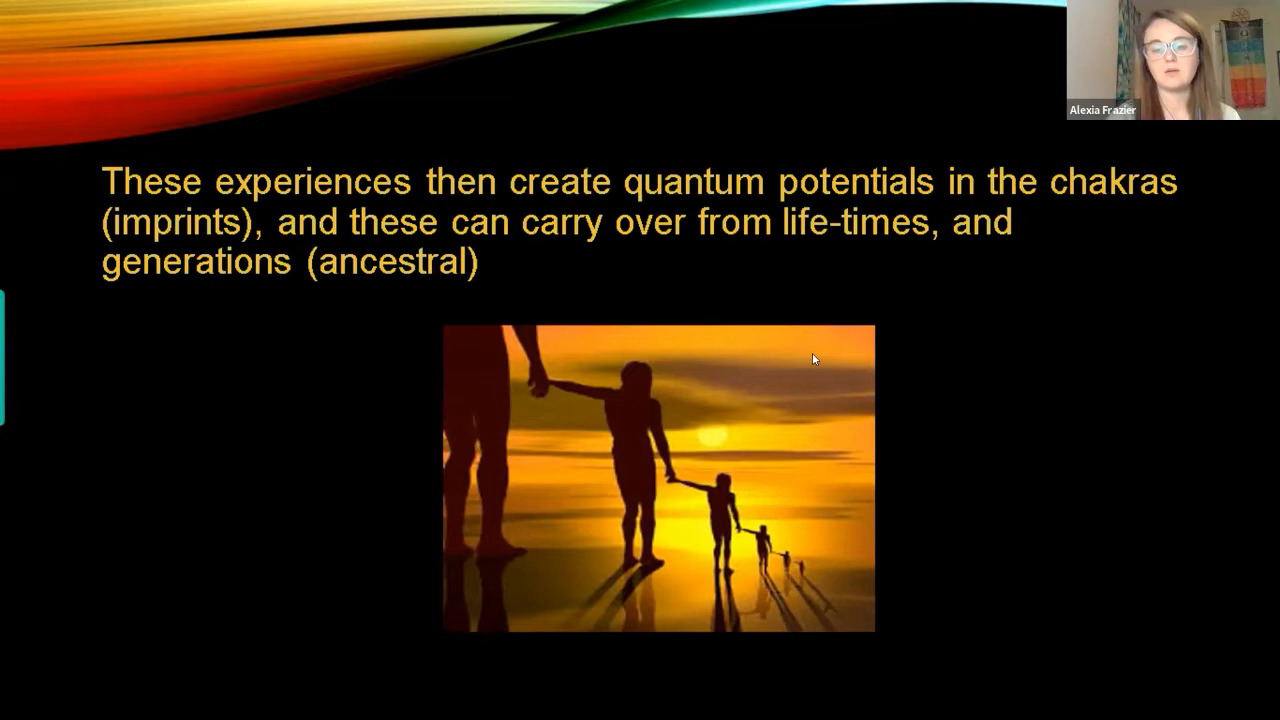 Alexia Frazier
These experiences then create quantum potentials in the chakras
(imprints), and these can carry over from life-times, and
generations (ancestral)